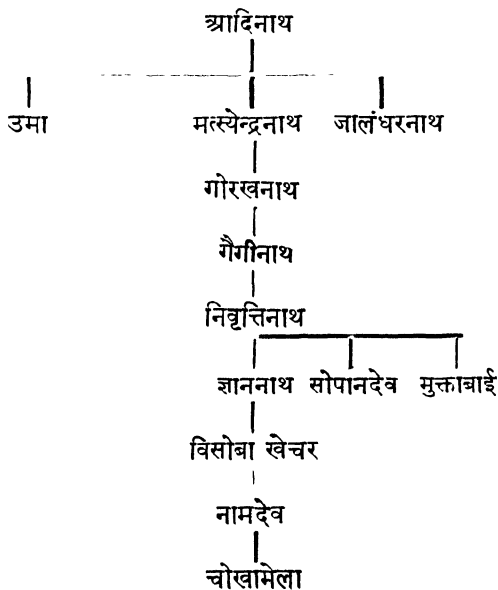 आदिनाथ
उमा मत्स्येन्द्रनाथ जालंधरनाथ
गोरखनाथ
गैगीनाथ
निवृत्तिनाथ
ज्ञाननाथ सोपानदेव मुक्ताबाई
विसोबा खेचर
नामदेव
चोखामेला